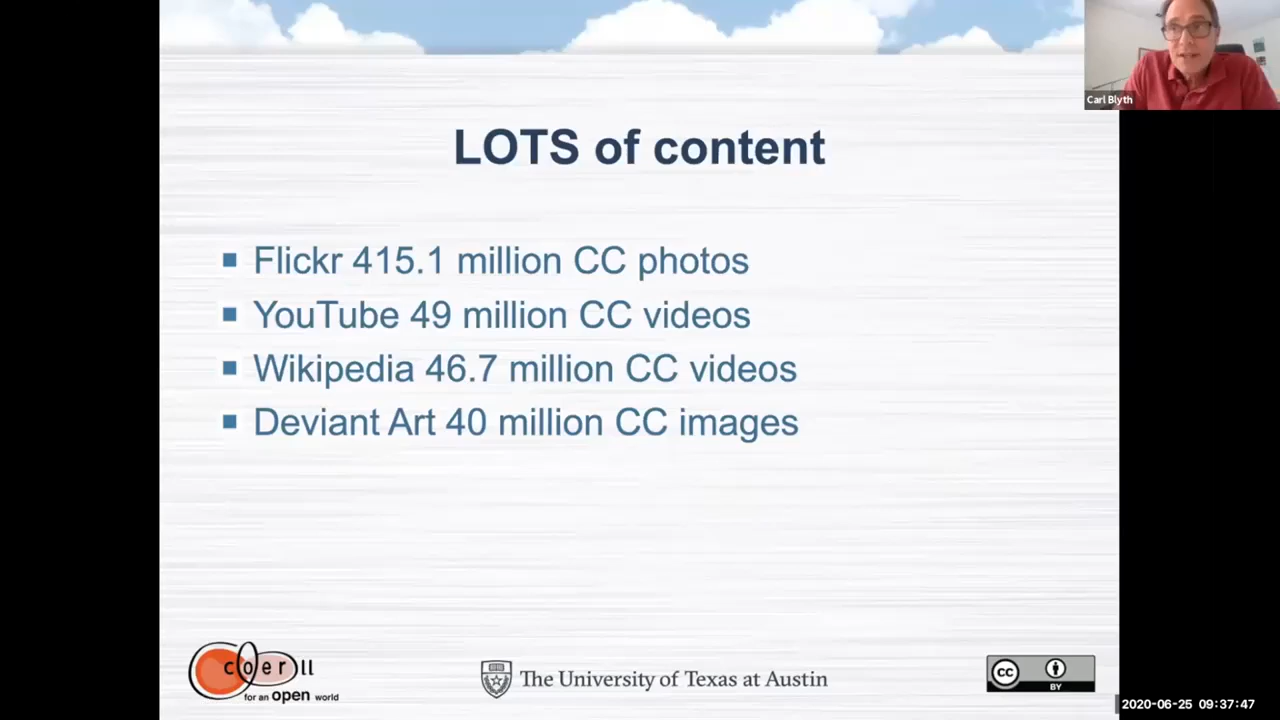 Carl Blyth
LOTS of content
Flickr 415.1 million CC photos
YouTube 49 million CC videos
Wikipedia 46.7 million CC videos
Deviant Art 40 million CC images
coerll
for an open world
The University of Texas at Austin
cc
BY
2020-06-25 09:37:47